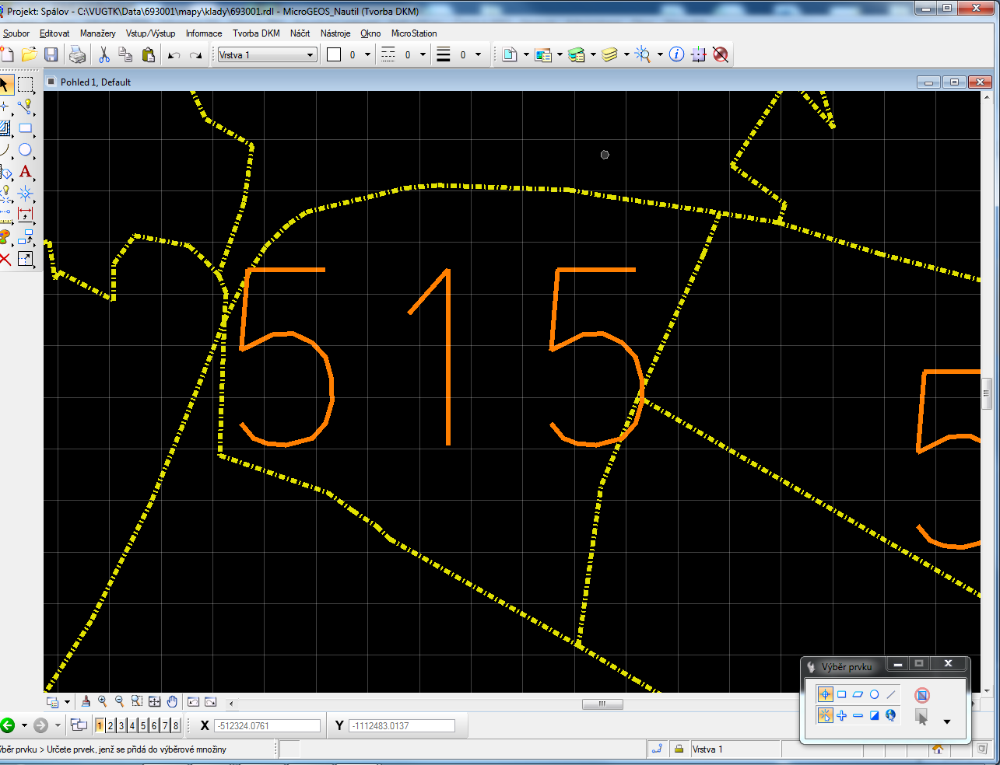 Projekt: Spálov - C:\VUGTK\Data\693001\mapy\klady\693001.rdl - MicroGEOS_Nautil (Tvorba DKM)
Soubor Editovat Manažery Vstup/Výstup Informace Tvorba DKM Náčrt Nástroje Okno MicroStation
Vrstva 1 0 0 0
Pohled 1, Default
515
5
Výběr prvku
1 2 3 4 5 6 7 8 X -512324.0761 Y -1112483.0137
ýběr prvku > Určete prvek, jenž se přidá do výběrové množiny Vrstva 1